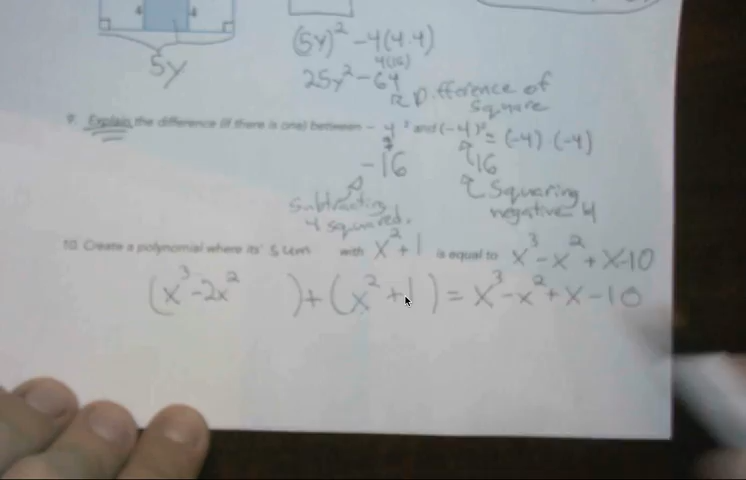 4 4
5y
(5y)² - 4(4·4)
4(16)
25y² - 64
Difference of
Square
9. Explain the difference (if there is one) between - 4² and (-4)² = (-4)·(-4)
-16 16
Subtracting
4 squared.
Squaring
negative 4
10. Create a polynomial where its' sum with x² + 1 is equal to x³ - x² + x - 10
(x³ - 2x² ) + (x² + 1) = x³ - x² + x - 10